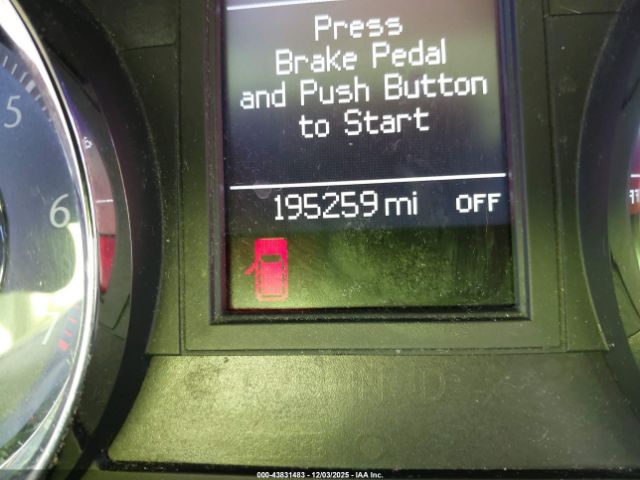 Press
Brake Pedal
and Push Button
to Start
195259 mi OFF
5
6
7
000-43831483 - 12/03/2025 - IAA Inc.